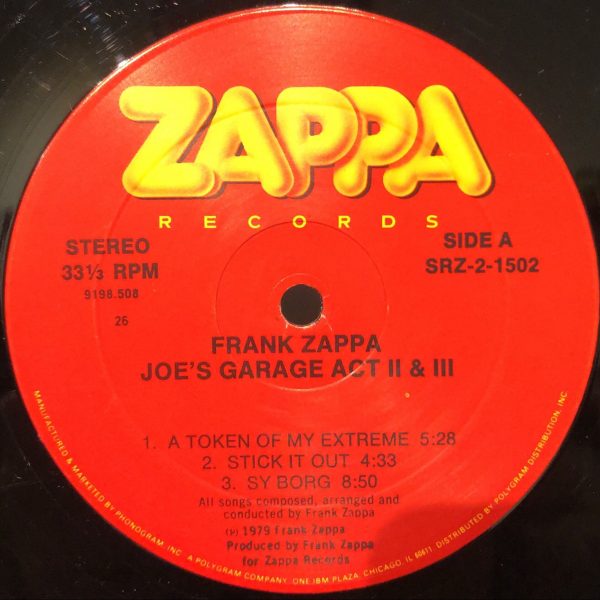 ZAPPA
RECORDS
STEREO
33⅓ RPM
9198.508
26
SIDE A
SRZ-2-1502
FRANK ZAPPA
JOE'S GARAGE ACT II & III
1. A TOKEN OF MY EXTREME 5:28
2. STICK IT OUT 4:33
3. SY BORG 8:50
All songs composed, arranged and
conducted by Frank Zappa
(P) 1979 Frank Zappa
Produced by Frank Zappa
for Zappa Records
MANUFACTURED & MARKETED BY PHONOGRAM, INC. A POLYGRAM COMPANY, ONE IBM PLAZA, CHICAGO, IL 60611. DISTRIBUTED BY POLYGRAM DISTRIBUTION, INC.